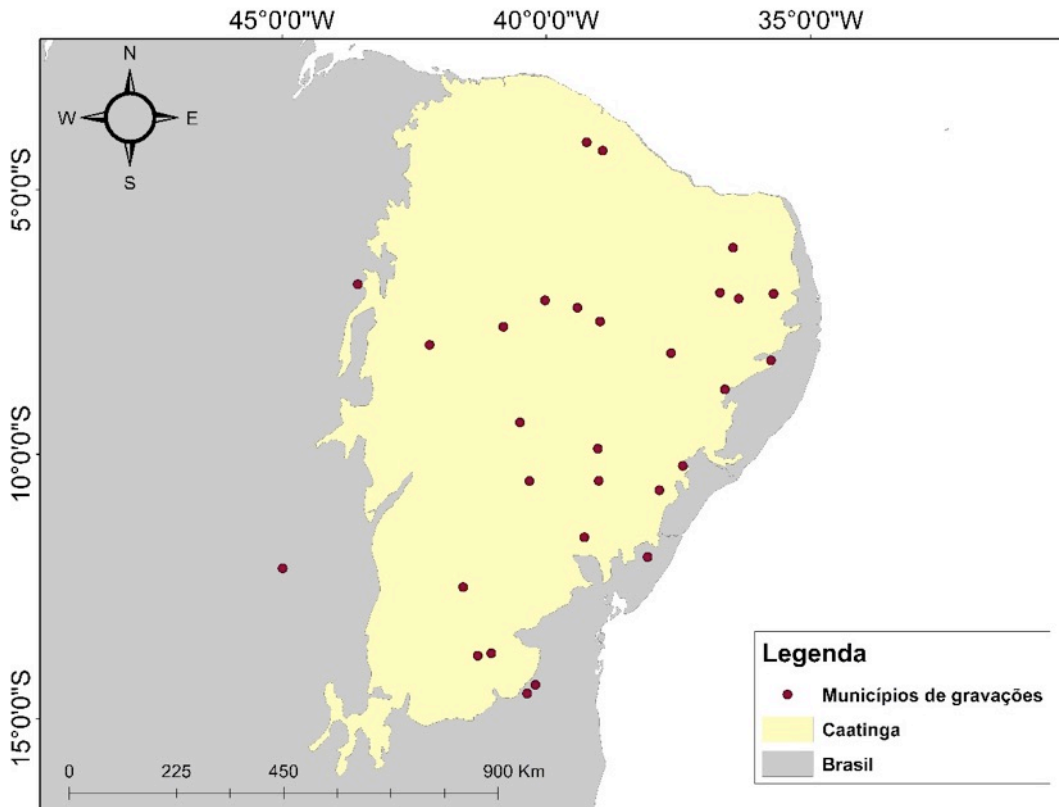 45°0'0"W 40°0'0"W 35°0'0"W
N
W E
S
5°0'0"S
10°0'0"S
15°0'0"S
Legenda
Municípios de gravações
Caatinga
Brasil
0 225 450 900 Km